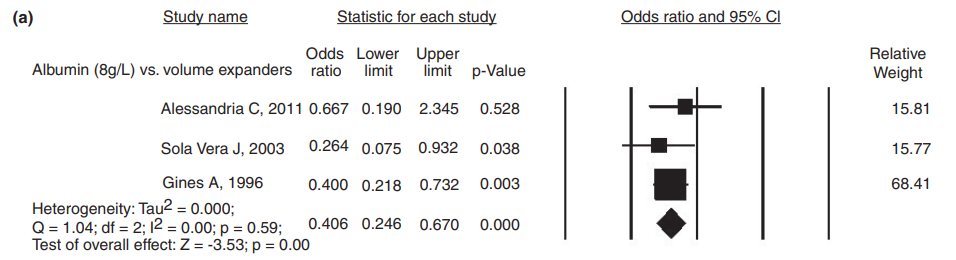 (a) Study name Statistic for each study Odds ratio and 95% CI
Odds Lower Upper Relative
Albumin (8g/L) vs. volume expanders ratio limit limit p-Value Weight
Alessandria C, 2011 0.667 0.190 2.345 0.528 15.81
Sola Vera J, 2003 0.264 0.075 0.932 0.038 15.77
Gines A, 1996 0.400 0.218 0.732 0.003 68.41
Heterogeneity: Tau2 = 0.000;
Q = 1.04; df = 2; I2 = 0.00; p = 0.59; 0.406 0.246 0.670 0.000
Test of overall effect: Z = -3.53; p = 0.00